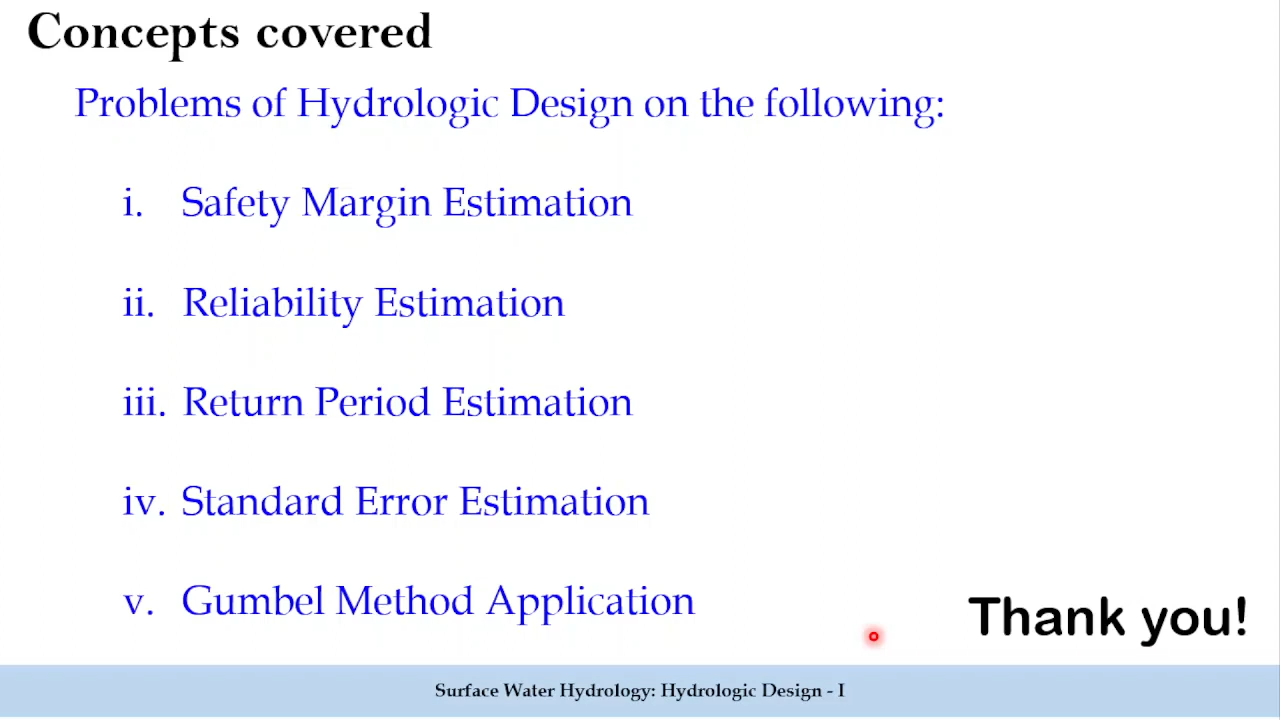 Concepts covered
Problems of Hydrologic Design on the following:
i. Safety Margin Estimation
ii. Reliability Estimation
iii. Return Period Estimation
iv. Standard Error Estimation
v. Gumbel Method Application
Thank you!
Surface Water Hydrology: Hydrologic Design - I